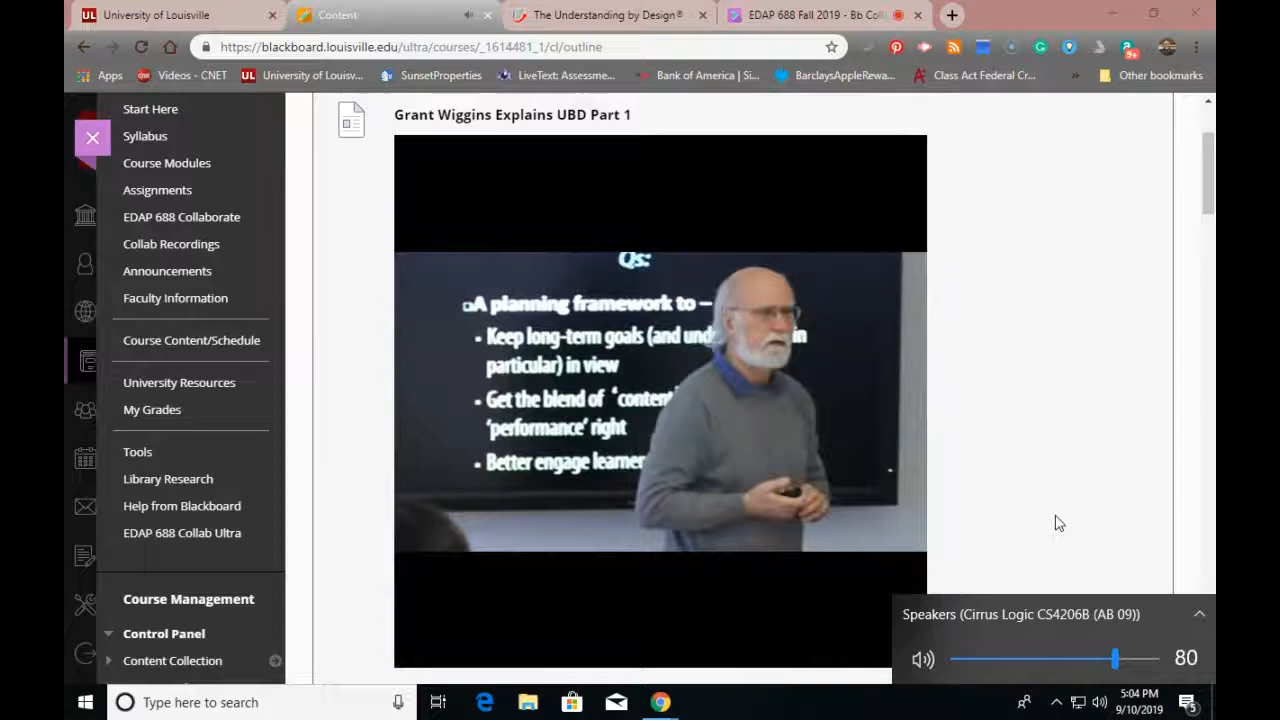 University of Louisville
Content
The Understanding by Design®
EDAP 688 Fall 2019 - Bb Coll
https://blackboard.louisville.edu/ultra/courses/_1614481_1/cl/outline
9+
Apps
Videos - CNET
University of Louisv...
SunsetProperties
LiveText: Assessme...
Bank of America | Si...
BarclaysAppleRewa...
Class Act Federal Cr...
»
Other bookmarks
Start Here
Syllabus
Course Modules
Assignments
EDAP 688 Collaborate
Collab Recordings
Announcements
Faculty Information
Course Content/Schedule
University Resources
My Grades
Tools
Library Research
Help from Blackboard
EDAP 688 Collab Ultra
Course Management
Control Panel
Content Collection
Grant Wiggins Explains UBD Part 1
Qs:
A planning framework to –
- Keep long-term goals (and und in
particular) in view
- Get the blend of 'content
'performance' right
- Better engage learner
Speakers (Cirrus Logic CS4206B (AB 09))
80
Type here to search
5:04 PM
9/10/2019
5